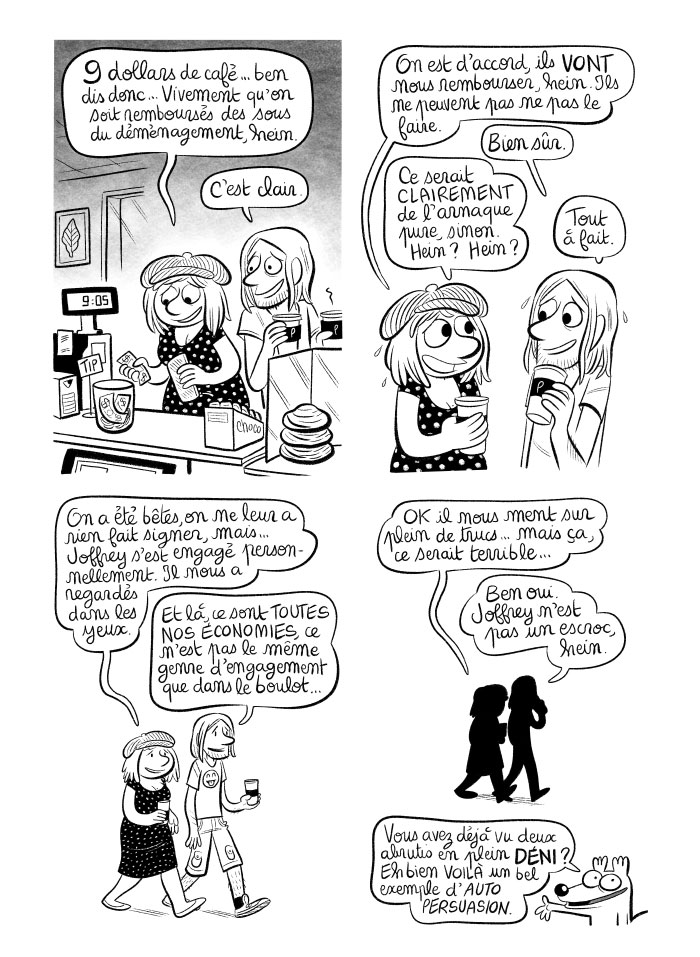 9 dollars de café... ben
dis donc... Vivement qu'on
soit remboursés des sous
du déménagement, hein.
C'est clair.
9:05
TIP
Choco
On est d'accord, ils VONT
nous rembourser, hein. Ils
ne peuvent pas ne pas le
faire.
Bien sûr.
Ce serait
CLAIREMENT
de l'arnaque
pure, sinon.
Hein? Hein?
Tout
à fait.
On a été bêtes, on ne leur a
rien fait signer, mais...
Joffrey s'est engagé person-
nellement. Il nous a
regardés
dans les
yeux.
Et là, ce sont TOUTES
NOS ÉCONOMIES, ce
n'est pas le même
genre d'engagement
que dans le boulot...
OK il nous ment sur
plein de trucs... mais ça,
ce serait terrible...
Ben oui.
Joffrey n'est
pas un escroc,
hein.
Vous avez déjà vu deux
abrutis en plein DÉNI?
Eh bien VOILÀ un bel
exemple d'AUTO
PERSUASION.